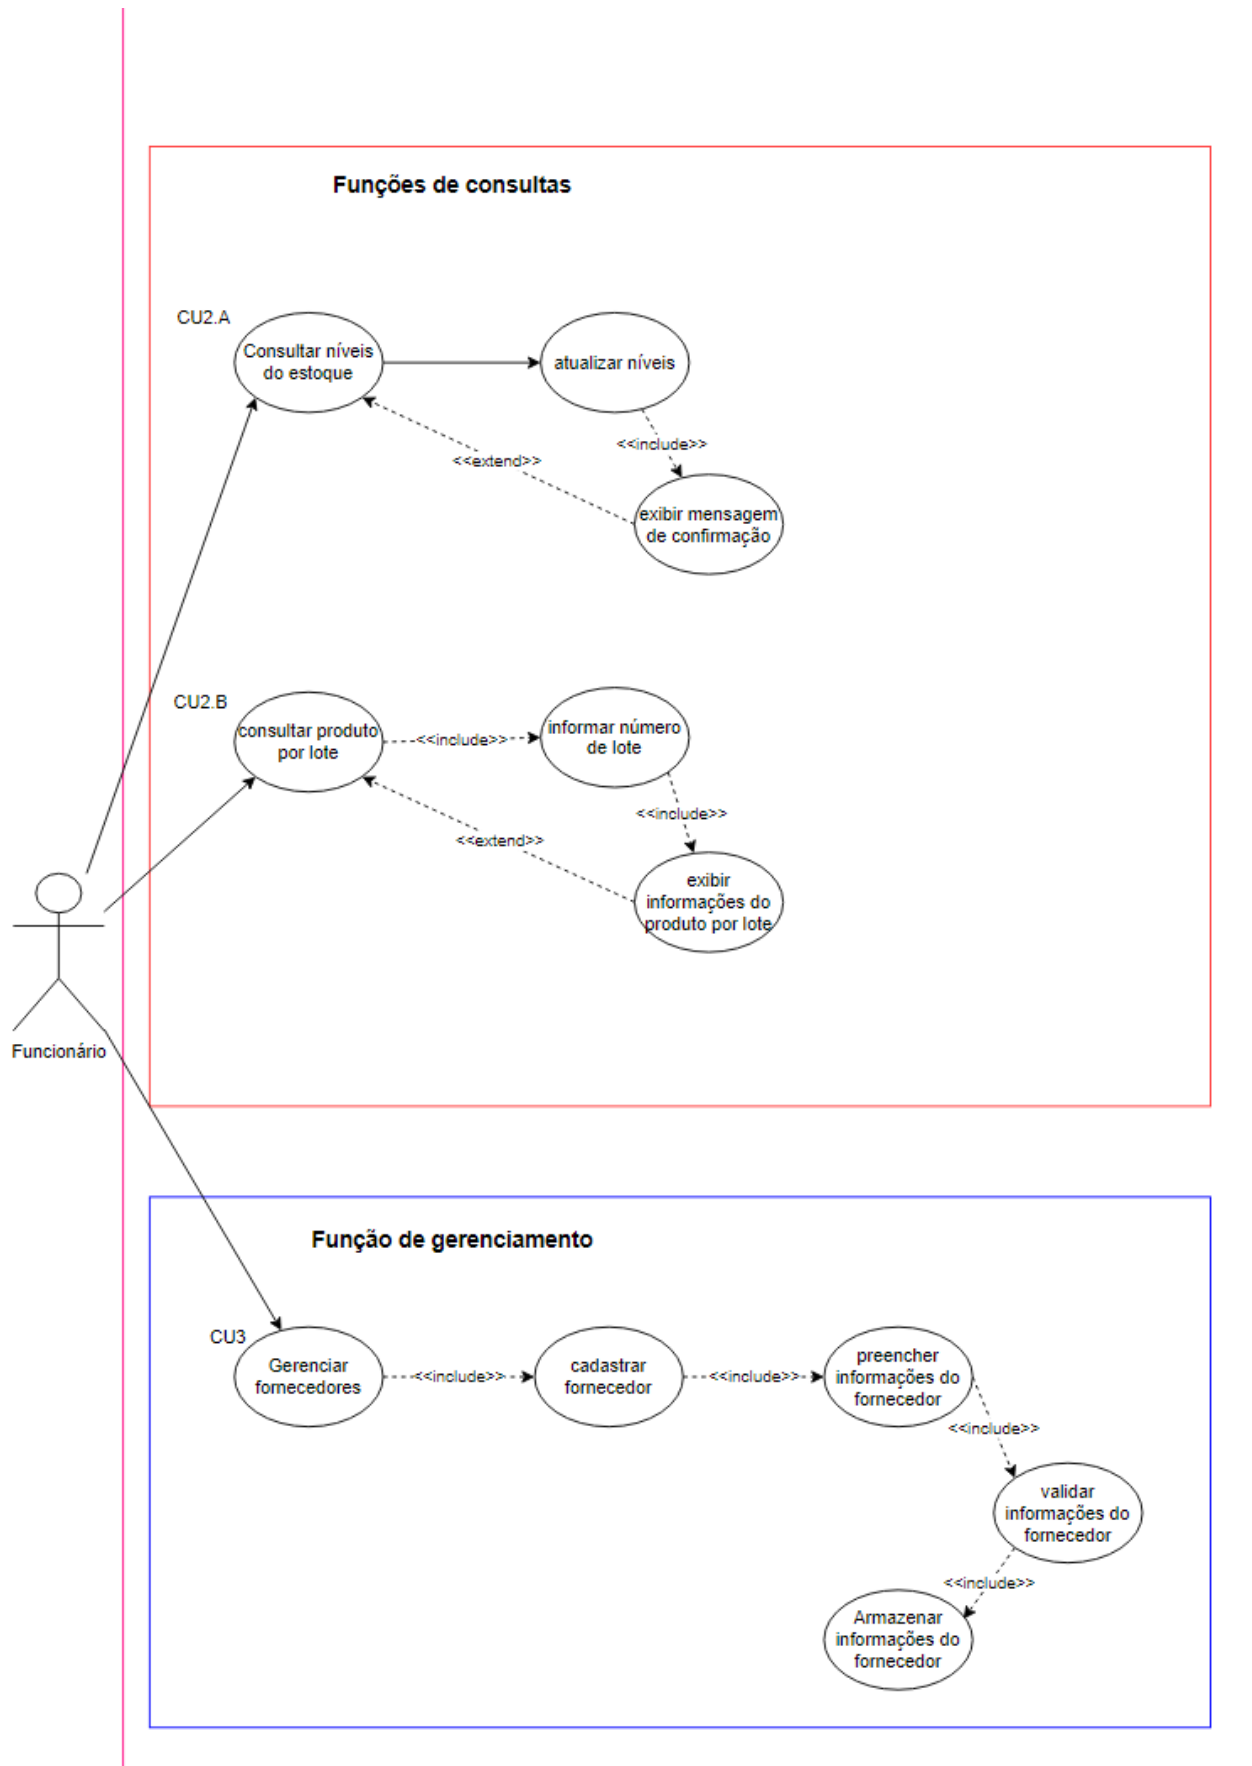 Funções de consultas
CU2.A
Consultar níveis
do estoque
atualizar níveis
<<include>>
<<extend>>
exibir mensagem
de confirmação
CU2.B
consultar produto
por lote
<<include>>
informar número
de lote
<<include>>
<<extend>>
exibir
informações do
produto por lote
Funcionário
Função de gerenciamento
CU3
Gerenciar
fornecedores
<<include>>
cadastrar
fornecedor
<<include>>
preencher
informações do
fornecedor
<<include>>
validar
informações do
fornecedor
<<include>>
Armazenar
informações do
fornecedor